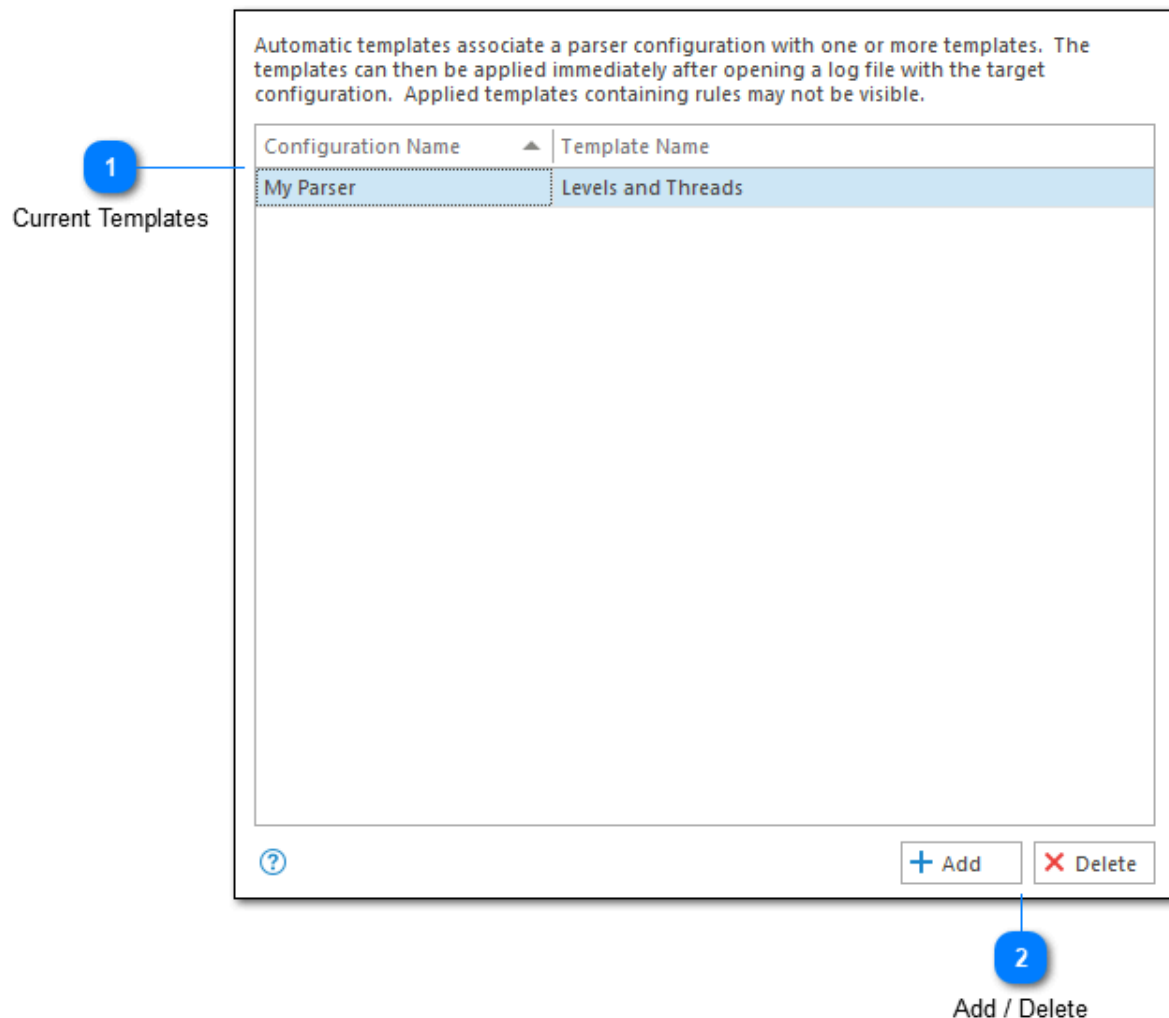 Automatic templates associate a parser configuration with one or more templates.  The
templates can then be applied immediately after opening a log file with the target
configuration.  Applied templates containing rules may not be visible.
Configuration Name Template Name
1
My Parser Levels and Threads
Current Templates
? + Add Delete
2
Add / Delete